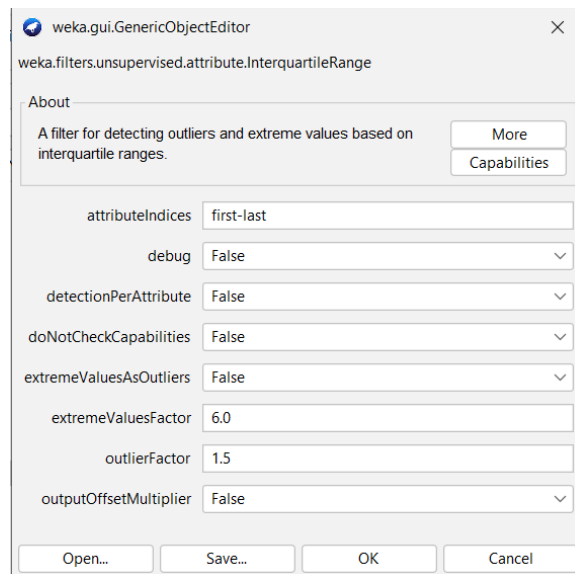 weka.gui.GenericObjectEditor
weka.filters.unsupervised.attribute.InterquartileRange
About
A filter for detecting outliers and extreme values based on
interquartile ranges.
More
Capabilities
attributeIndices first-last
debug False
detectionPerAttribute False
doNotCheckCapabilities False
extremeValuesAsOutliers False
extremeValuesFactor 6.0
outlierFactor 1.5
outputOffsetMultiplier False
Open... Save... OK Cancel